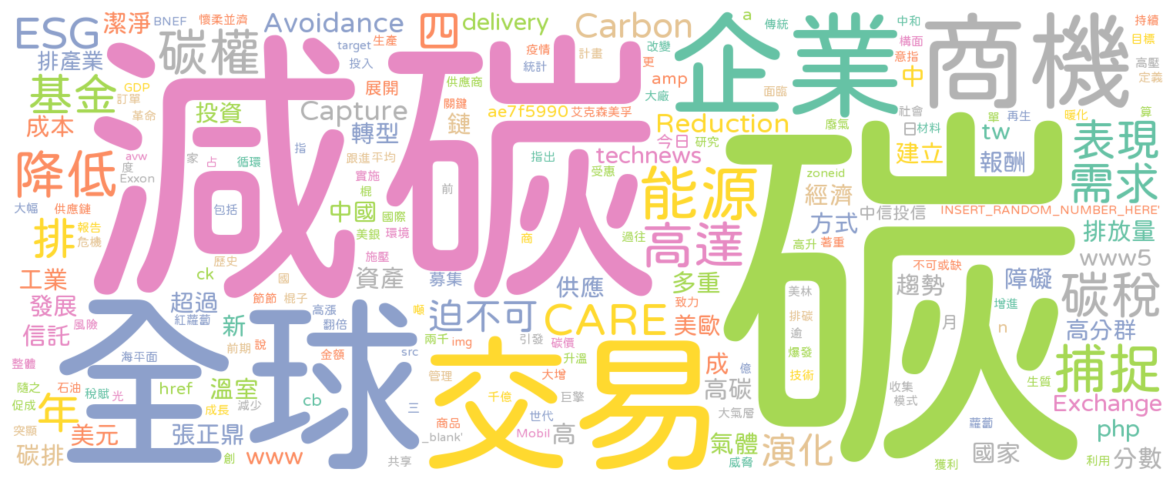 減碳
碳
全球
交易
企業
商機
ESG
潔淨
BNEF
懷柔並濟
Avoidance
四
delivery
Carbon
a
傳統
中和
持續
排產業
碳權
target
生產
疫情
改變
計畫
橫面
目標
投入
統計
更
意指
高壓
基金
GDP
訂單
革命
投資
展開
供應商
大廠
amp
面臨
中
定義
Capture
關鍵
ae7f5990
艾克森美孚
Reduction
廢氣
社會
單
再生
暖化
算
成本
轉型
鏈
今日
研究
日
材料
tw
表現
avw
度
Exxon
家
占
循環
指
跟進
平均
指出
technews
建立
報酬
降低
實施
受惠
能源
zoneid
經濟
需求
大幅
供應鏈
包括
棍
前
中國
國際
中信投信
INSERT_RANDOM_NUMBER_HERE'
排
報告
危機
美銀
環境
商
過往
高達
方式
高升
著重
排放量
歷史
施壓
工業
ck
國
資產
募集
供應
多重
不可或缺
www5
趨勢
障礙
碳稅
發展
超過
節節
棍子
高漲
美林
增進
信託
風險
紅蘿蔔
新
翻倍
迫不可
CARE
致力
美歐
排碳
月
n
高分群
前期
說
兩千
img
引發
碳價
逾
整體
海平面
金額
src
升溫
成
爆發
捕捉
隨之
石油
光
href
溫室
管理
大增
億
技術
生質
促成
稅賦
年
成長
減少
cb
三
千億
巨擘
高碳
收集
模式
Exchange
突顯
美元
張正鼎
商品
世代
大氣層
蘿蔔
php
碳排
創
www
_blank'
Mobil
高
氣體
演化
國家
分數
共享
威脅
獲利
利用